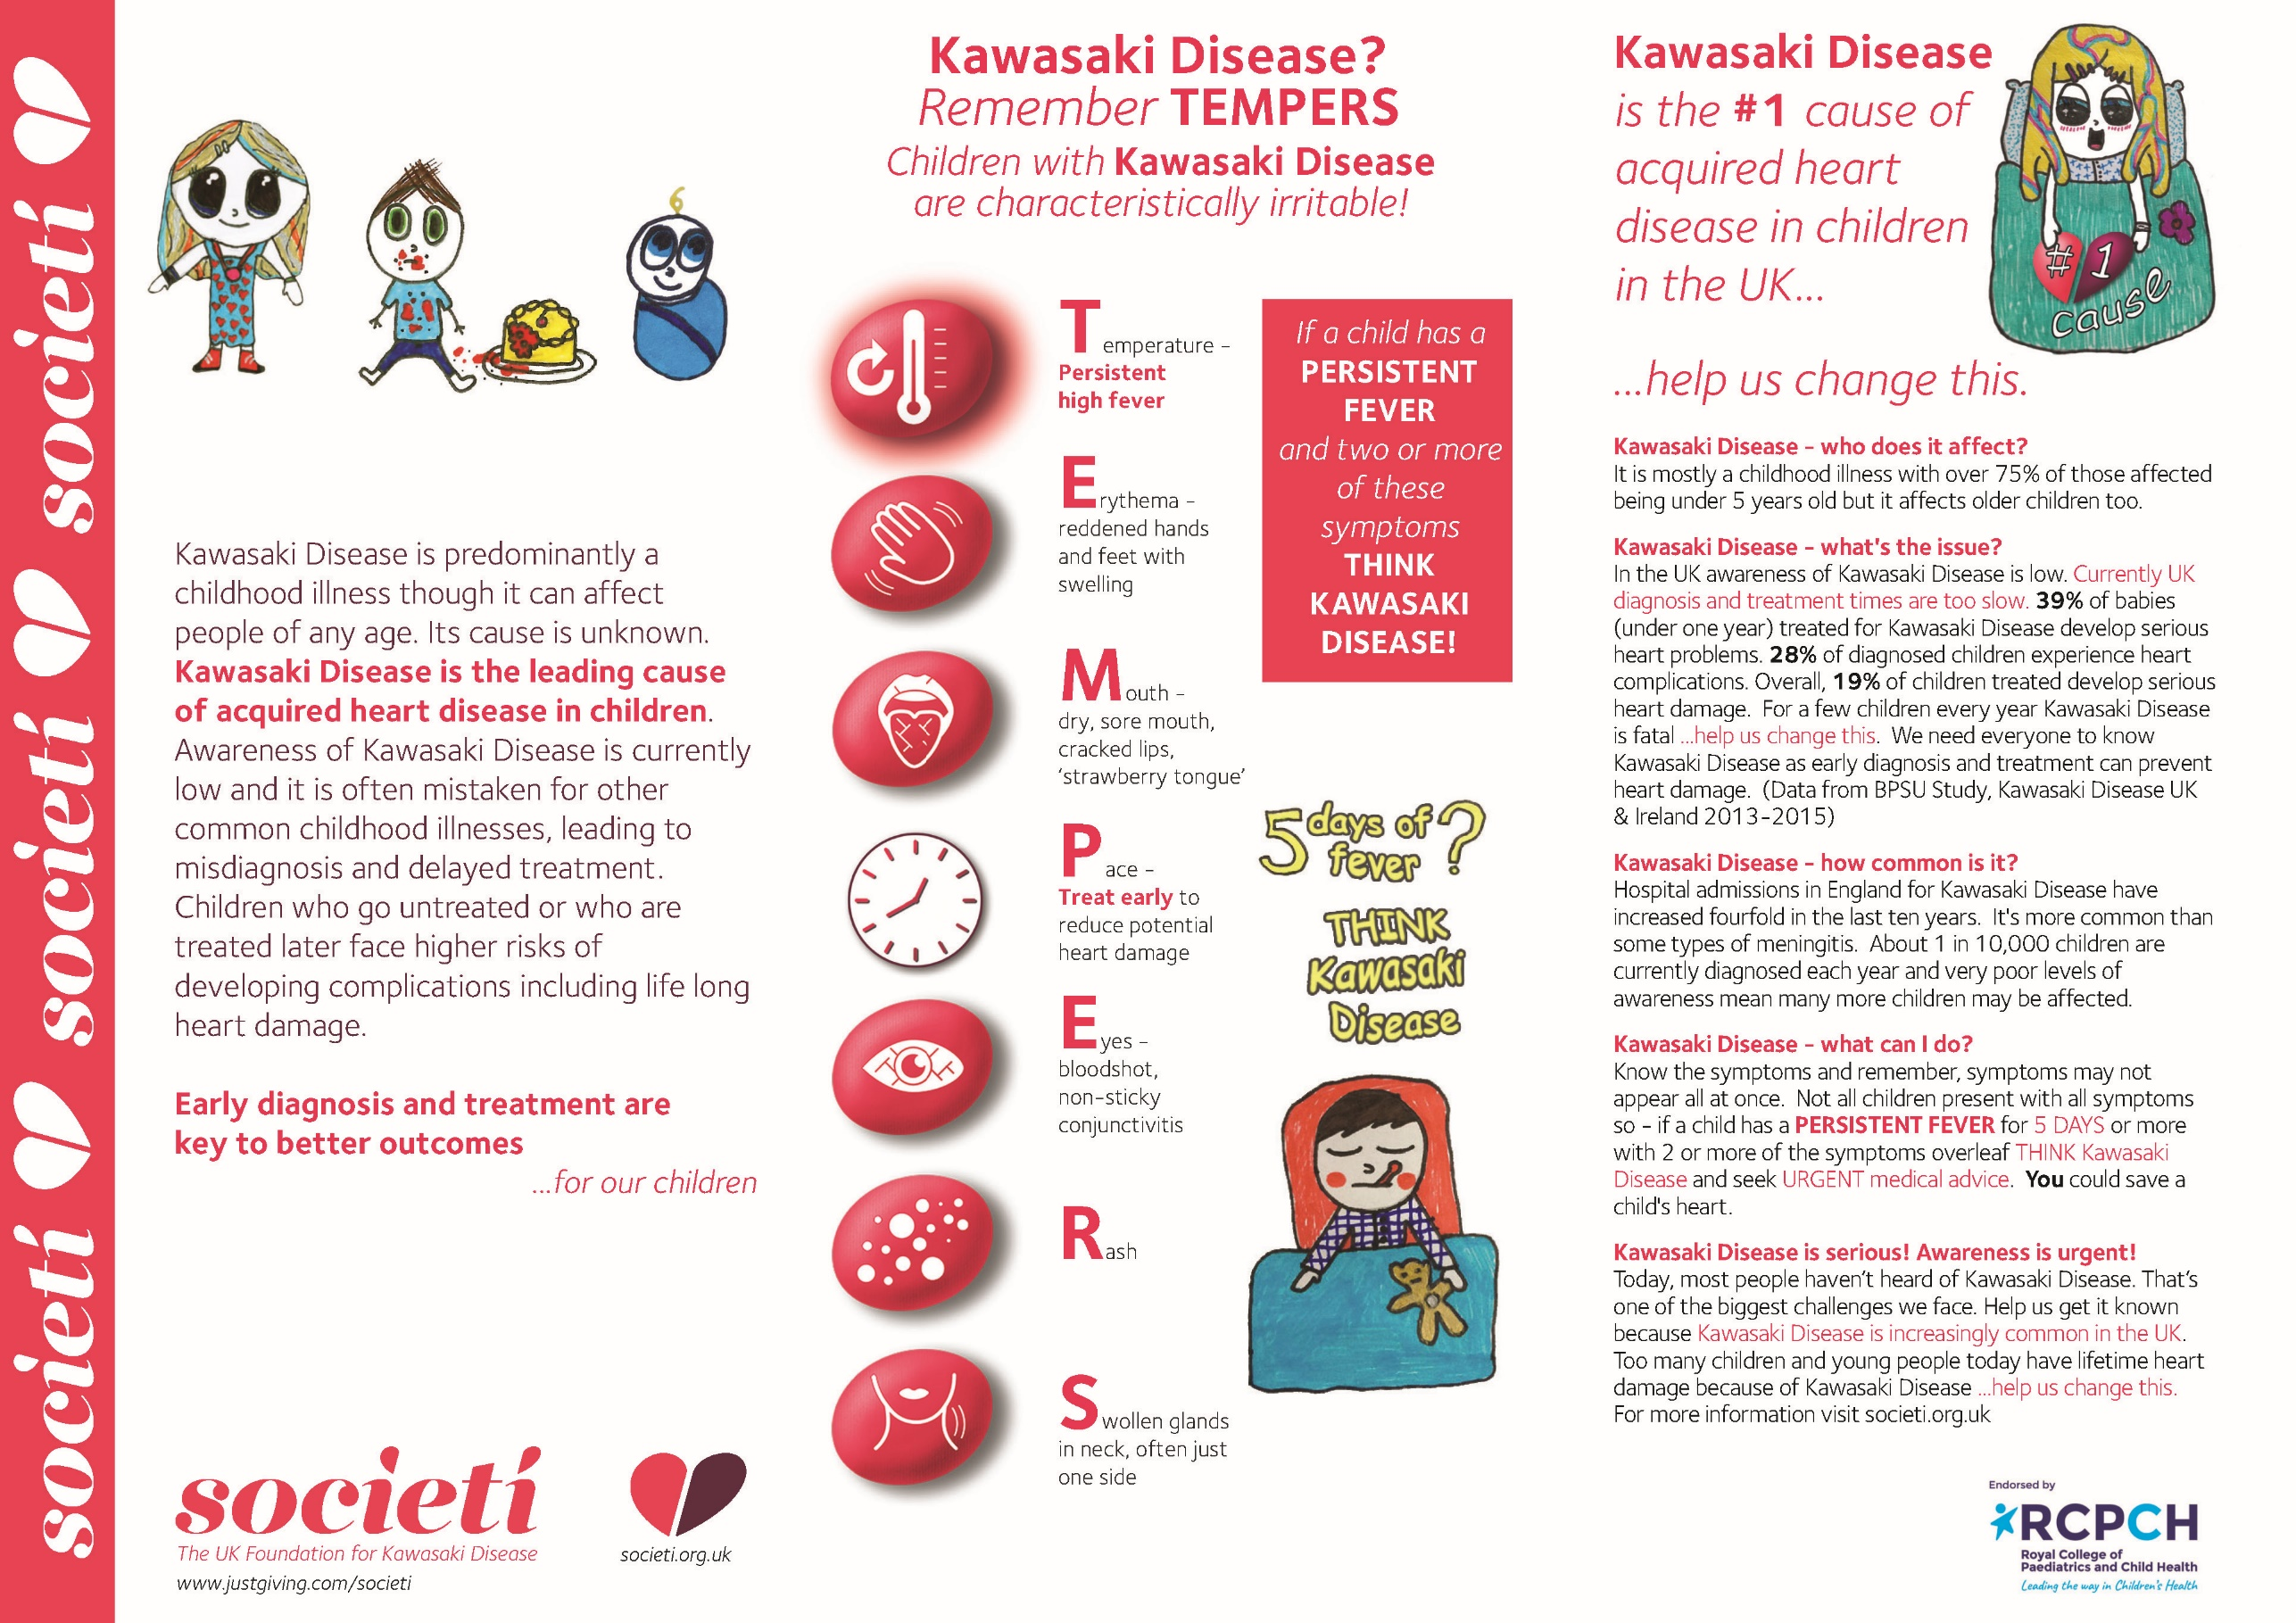 societi
societi
societi
Kawasaki Disease is predominantly a
childhood illness though it can affect
people of any age. Its cause is unknown.
Kawasaki Disease is the leading cause
of acquired heart disease in children.
Awareness of Kawasaki Disease is currently
low and it is often mistaken for other
common childhood illnesses, leading to
misdiagnosis and delayed treatment.
Children who go untreated or who are
treated later face higher risks of
developing complications including life long
heart damage.
Early diagnosis and treatment are
key to better outcomes
...for our children
societi
The UK Foundation for Kawasaki Disease
www.justgiving.com/societi
societi.org.uk
Kawasaki Disease?
Remember TEMPERS
Children with Kawasaki Disease
are characteristically irritable!
Temperature –
Persistent
high fever
Erythema –
reddened hands
and feet with
swelling
Mouth –
dry, sore mouth,
cracked lips,
‘strawberry tongue’
Pace –
Treat early to
reduce potential
heart damage
Eyes –
bloodshot,
non-sticky
conjunctivitis
Rash
Swollen glands
in neck, often just
one side
If a child has a
PERSISTENT
FEVER
and two or more
of these
symptoms
THINK
KAWASAKI
DISEASE!
5 days of
fever ?
THINK
Kawasaki
Disease
Kawasaki Disease
is the #1 cause of
acquired heart
disease in children
in the UK...
...help us change this.
#1
cause
Kawasaki Disease – who does it affect?
It is mostly a childhood illness with over 75% of those affected
being under 5 years old but it affects older children too.
Kawasaki Disease – what's the issue?
In the UK awareness of Kawasaki Disease is low. Currently UK
diagnosis and treatment times are too slow. 39% of babies
(under one year) treated for Kawasaki Disease develop serious
heart problems. 28% of diagnosed children experience heart
complications. Overall, 19% of children treated develop serious
heart damage. For a few children every year Kawasaki Disease
is fatal ...help us change this. We need everyone to know
Kawasaki Disease as early diagnosis and treatment can prevent
heart damage. (Data from BPSU Study, Kawasaki Disease UK
& Ireland 2013-2015)
Kawasaki Disease – how common is it?
Hospital admissions in England for Kawasaki Disease have
increased fourfold in the last ten years. It's more common than
some types of meningitis. About 1 in 10,000 children are
currently diagnosed each year and very poor levels of
awareness mean many more children may be affected.
Kawasaki Disease – what can I do?
Know the symptoms and remember, symptoms may not
appear all at once. Not all children present with all symptoms
so – if a child has a PERSISTENT FEVER for 5 DAYS or more
with 2 or more of the symptoms overleaf THINK Kawasaki
Disease and seek URGENT medical advice. You could save a
child's heart.
Kawasaki Disease is serious! Awareness is urgent!
Today, most people haven’t heard of Kawasaki Disease. That’s
one of the biggest challenges we face. Help us get it known
because Kawasaki Disease is increasingly common in the UK.
Too many children and young people today have lifetime heart
damage because of Kawasaki Disease ...help us change this.
For more information visit societi.org.uk
Endorsed by
RCPCH
Royal College of
Paediatrics and Child Health
Leading the way in Children's Health